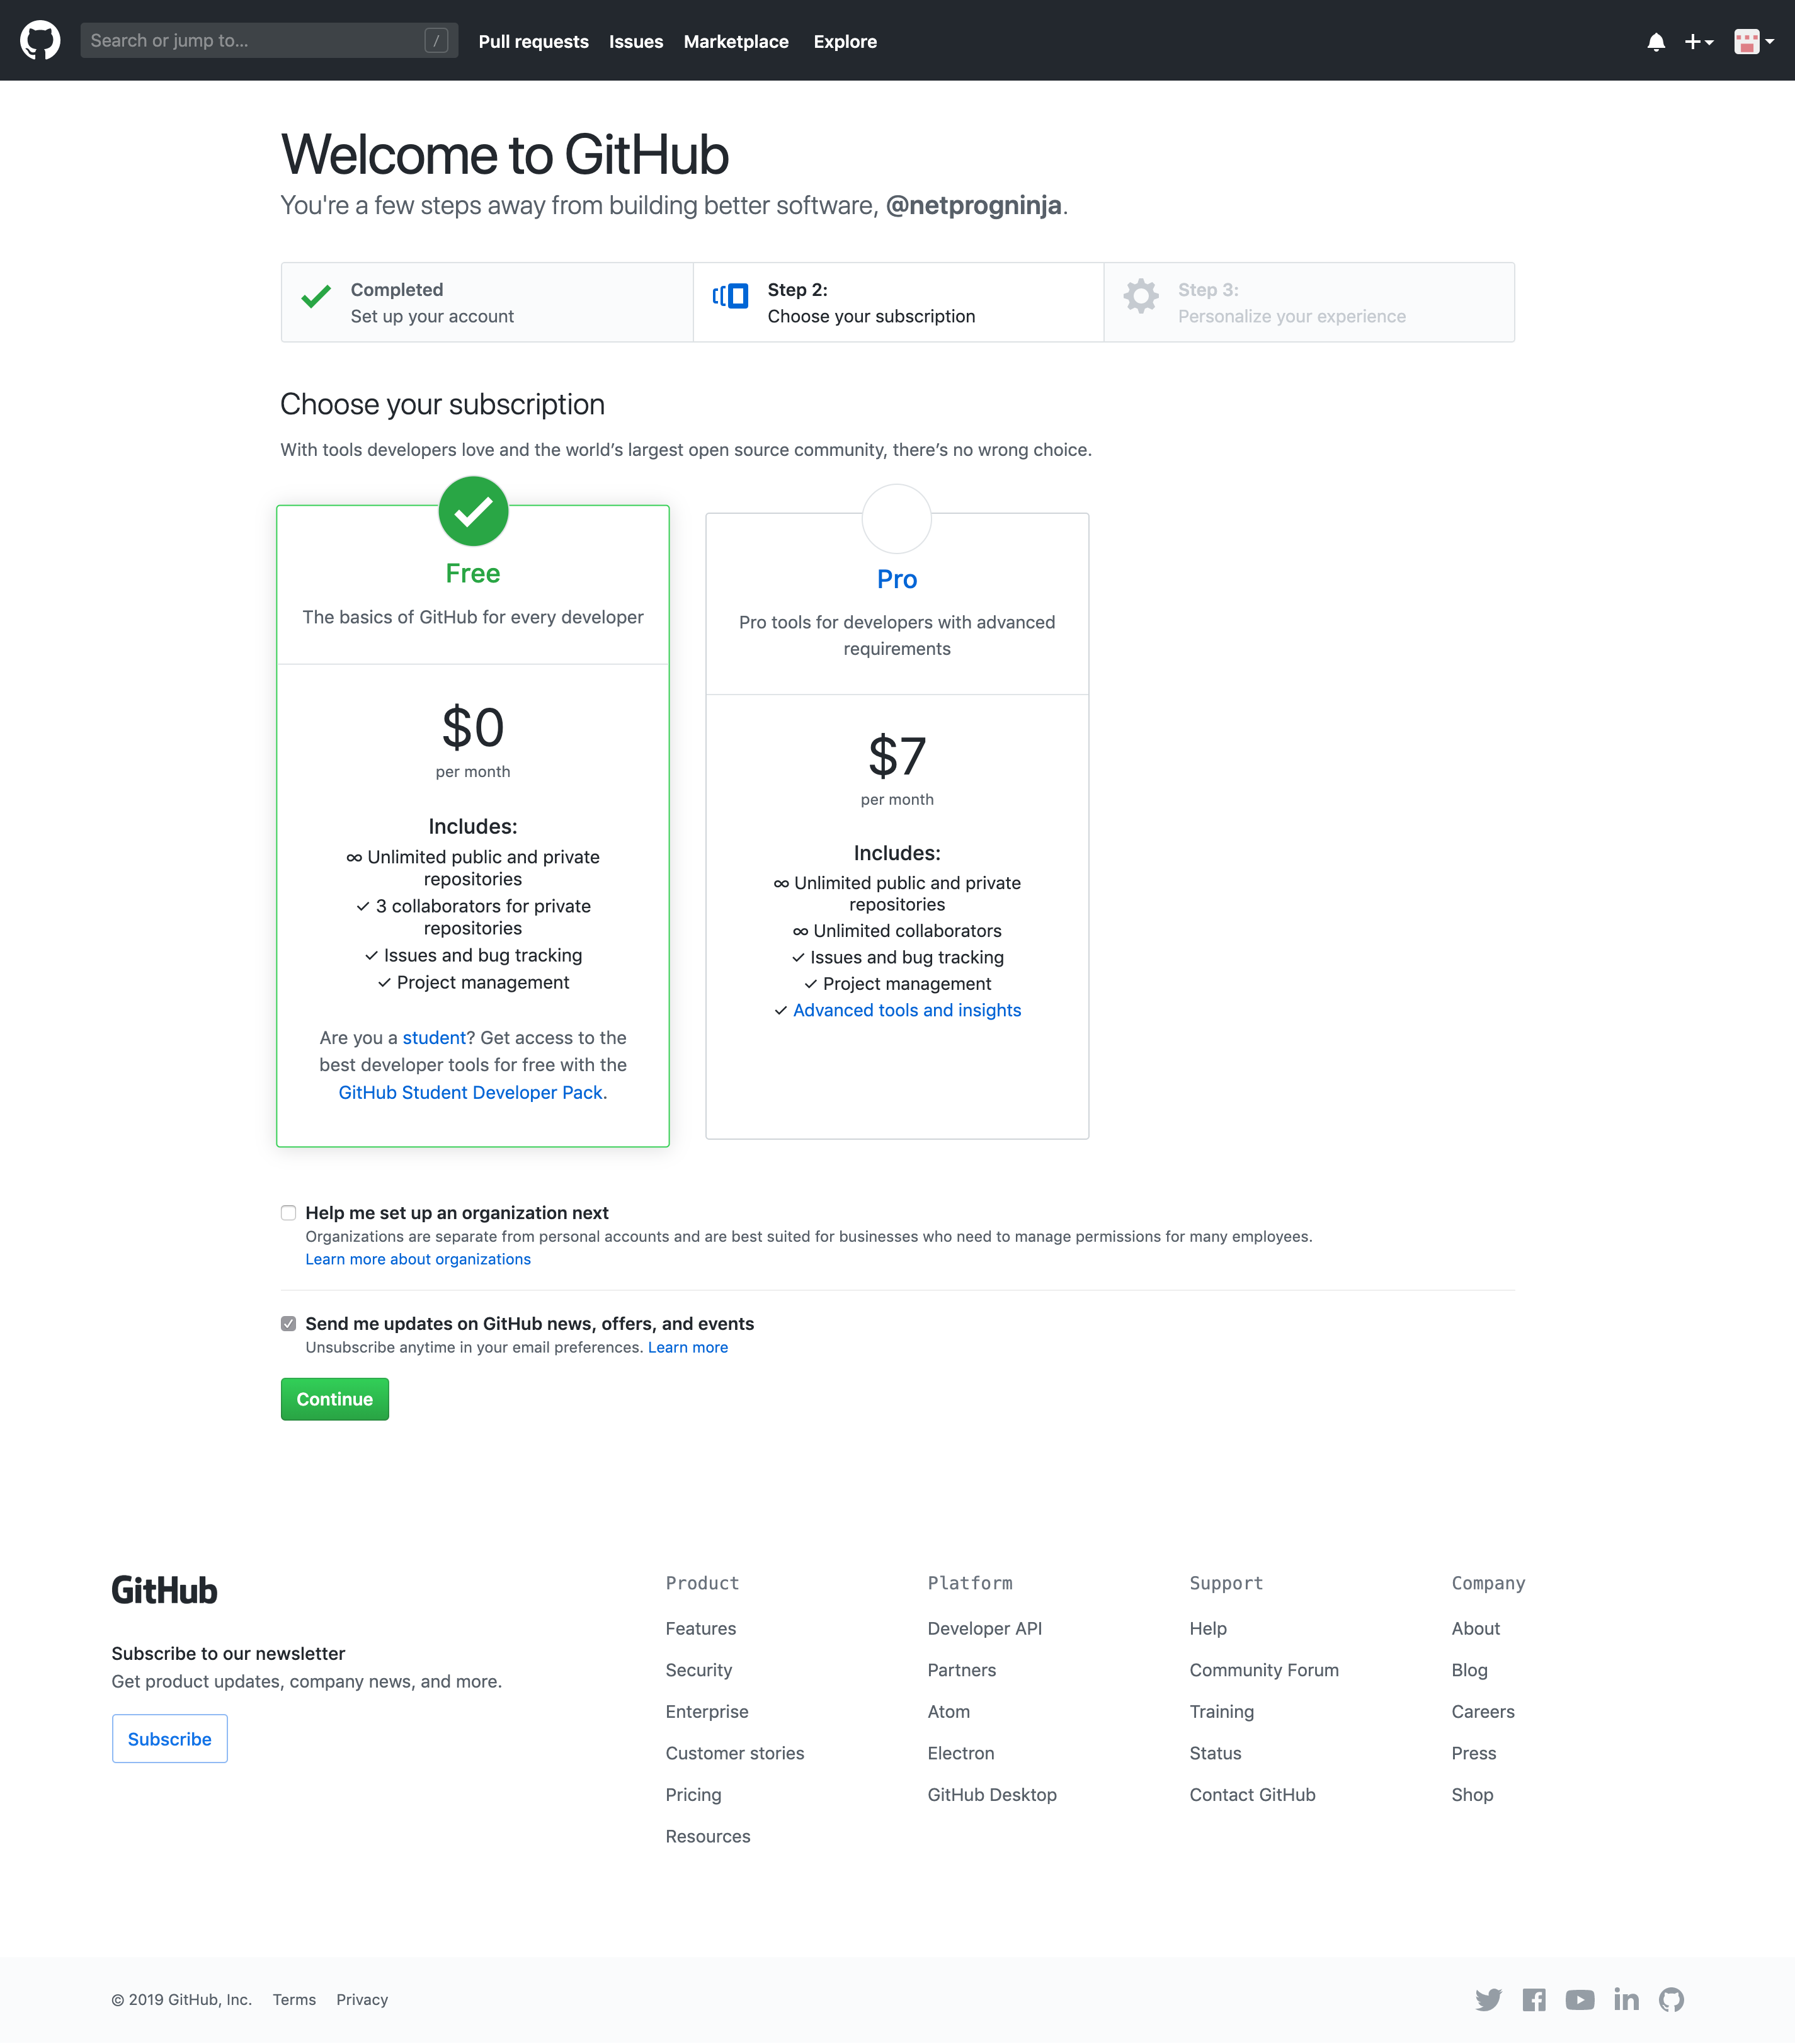 Search or jump to... /
Pull requests Issues Marketplace Explore
Welcome to GitHub
You're a few steps away from building better software, @netprogninja.
Completed
Set up your account
Step 2:
Choose your subscription
Step 3:
Personalize your experience
Choose your subscription
With tools developers love and the world’s largest open source community, there’s no wrong choice.
Free
The basics of GitHub for every developer
$0
per month
Includes:
∞ Unlimited public and private
repositories
✓ 3 collaborators for private
repositories
✓ Issues and bug tracking
✓ Project management
Are you a student? Get access to the
best developer tools for free with the
GitHub Student Developer Pack.
Pro
Pro tools for developers with advanced
requirements
$7
per month
Includes:
∞ Unlimited public and private
repositories
∞ Unlimited collaborators
✓ Issues and bug tracking
✓ Project management
✓ Advanced tools and insights
Help me set up an organization next
Organizations are separate from personal accounts and are best suited for businesses who need to manage permissions for many employees.
Learn more about organizations
Send me updates on GitHub news, offers, and events
Unsubscribe anytime in your email preferences. Learn more
Continue
GitHub
Subscribe to our newsletter
Get product updates, company news, and more.
Subscribe
Product
Features
Security
Enterprise
Customer stories
Pricing
Resources
Platform
Developer API
Partners
Atom
Electron
GitHub Desktop
Support
Help
Community Forum
Training
Status
Contact GitHub
Company
About
Blog
Careers
Press
Shop
© 2019 GitHub, Inc. Terms Privacy